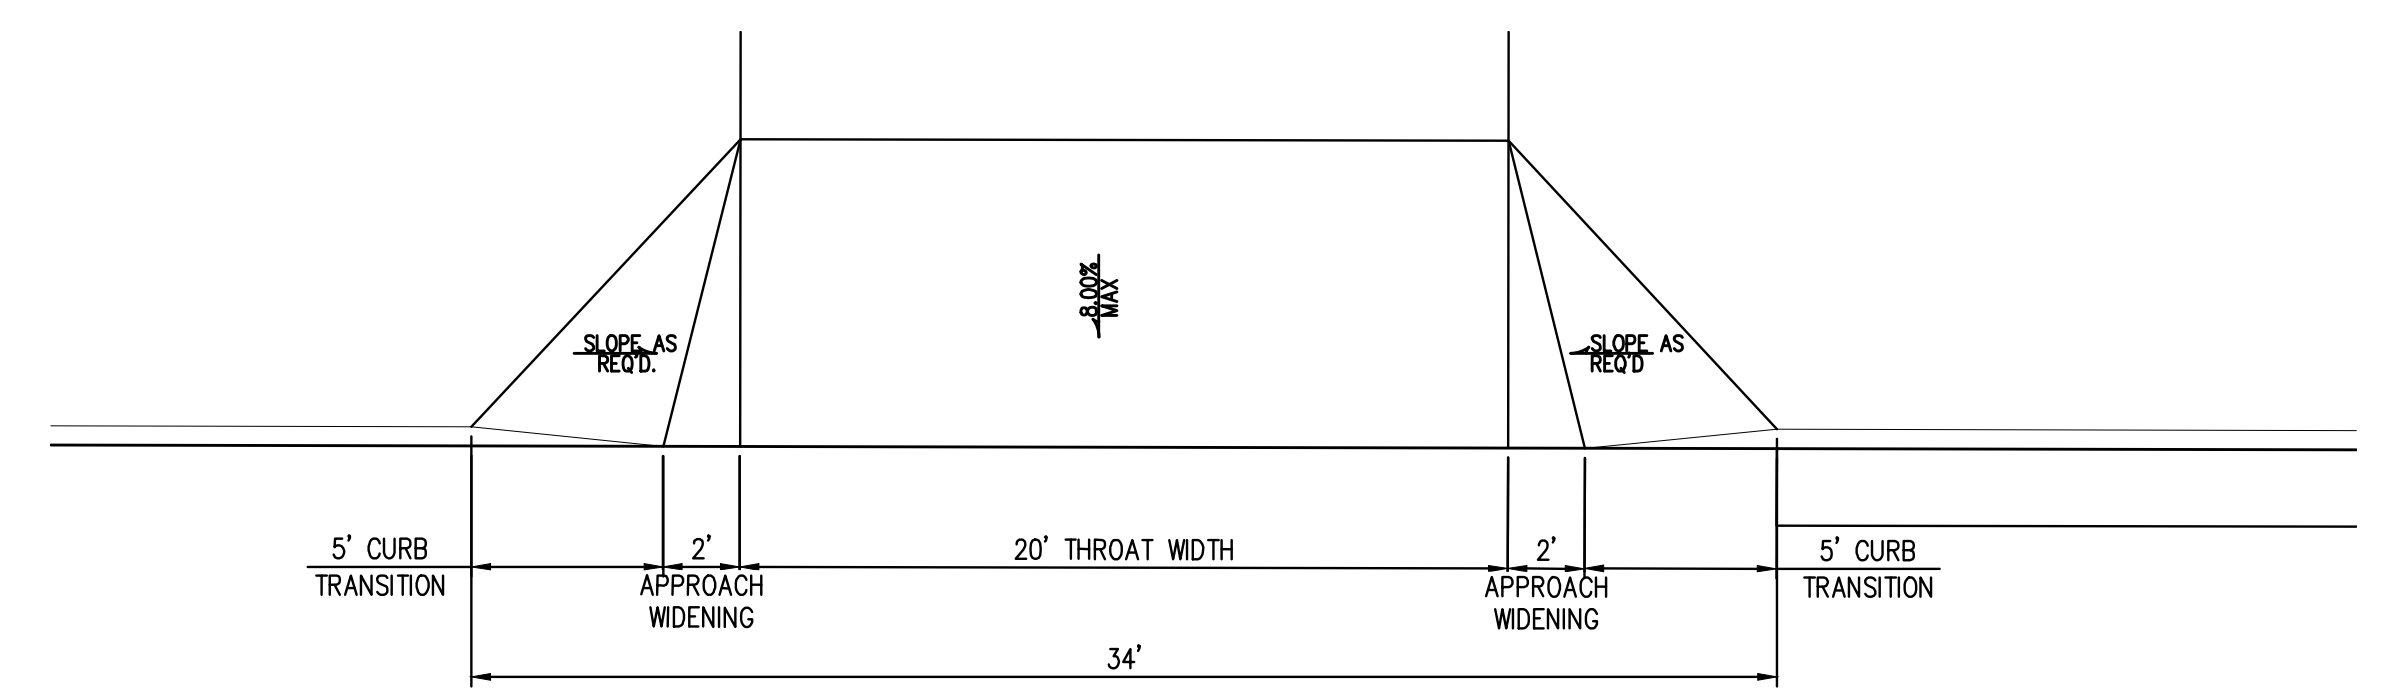 8.00%
MAX
SLOPE AS
REQ'D.
SLOPE AS
REQ'D
5' CURB
TRANSITION
2'
APPROACH
WIDENING
20' THROAT WIDTH
2'
APPROACH
WIDENING
5' CURB
TRANSITION
34'